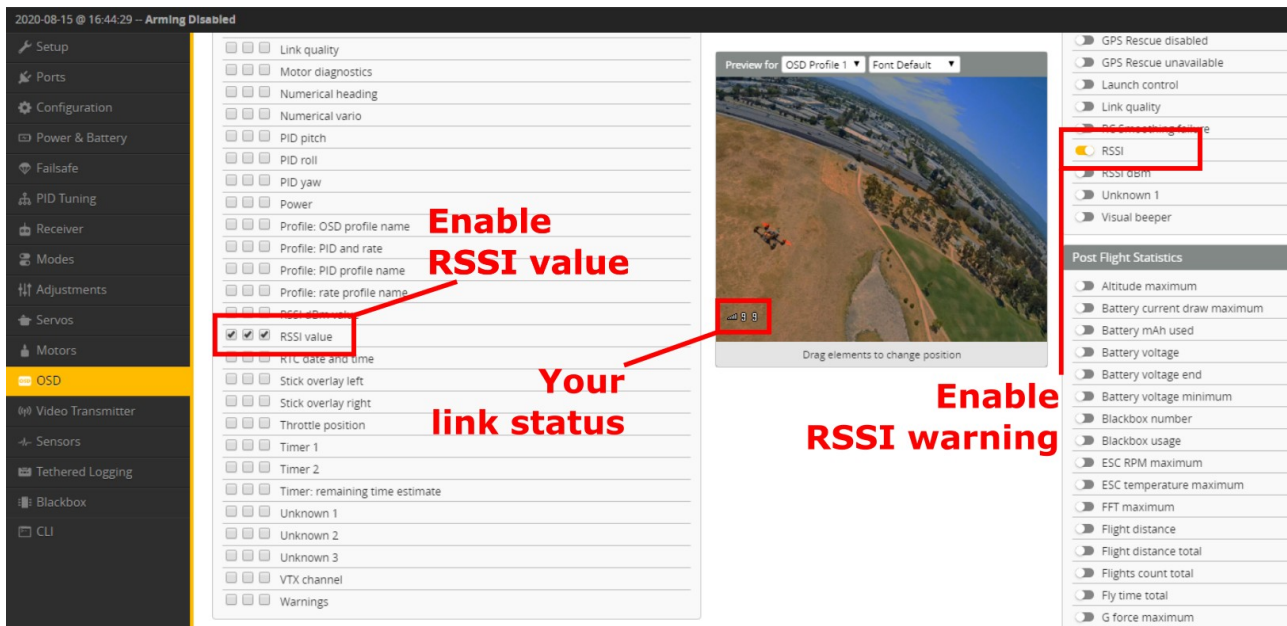 2020-08-15 @ 16:44:29 -- Arming Disabled
Setup
Ports
Configuration
Power & Battery
Failsafe
PID Tuning
Receiver
Modes
Adjustments
Servos
Motors
OSD
Video Transmitter
Sensors
Tethered Logging
Blackbox
CLI
Link quality
Motor diagnostics
Numerical heading
Numerical vario
PID pitch
PID roll
PID yaw
Power
Profile: OSD profile name
Profile: PID and rate
Profile: PID profile name
Profile: rate profile name
RSSI dBm value
RSSI value
RTC date and time
Stick overlay left
Stick overlay right
Throttle position
Timer 1
Timer 2
Timer: remaining time estimate
Unknown 1
Unknown 2
Unknown 3
VTX channel
Warnings
Enable
RSSI value
Your
link status
Preview for OSD Profile 1 Font Default
99
Drag elements to change position
Enable
RSSI warning
GPS Rescue disabled
GPS Rescue unavailable
Launch control
Link quality
RC Smoothing failure
RSSI
RSSI dBm
Unknown 1
Visual beeper
Post Flight Statistics
Altitude maximum
Battery current draw maximum
Battery mAh used
Battery voltage
Battery voltage end
Battery voltage minimum
Blackbox number
Blackbox usage
ESC RPM maximum
ESC temperature maximum
FFT maximum
Flight distance
Flight distance total
Flights count total
Fly time total
G force maximum